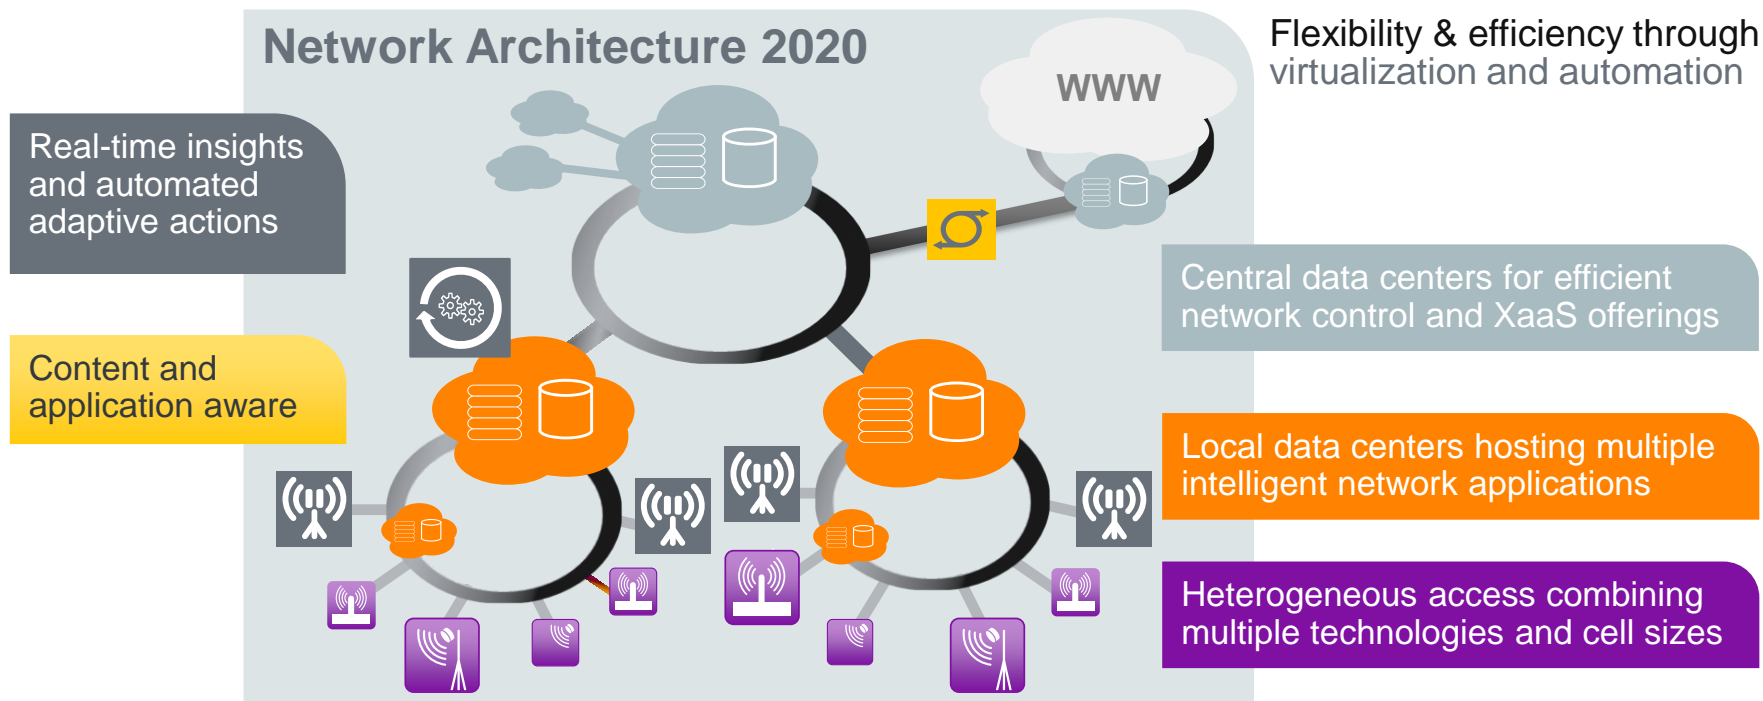 Network Architecture 2020
WWW
Flexibility & efficiency through
virtualization and automation
Real-time insights
and automated
adaptive actions
Content and
application aware
Central data centers for efficient
network control and XaaS offerings
Local data centers hosting multiple
intelligent network applications
Heterogeneous access combining
multiple technologies and cell sizes